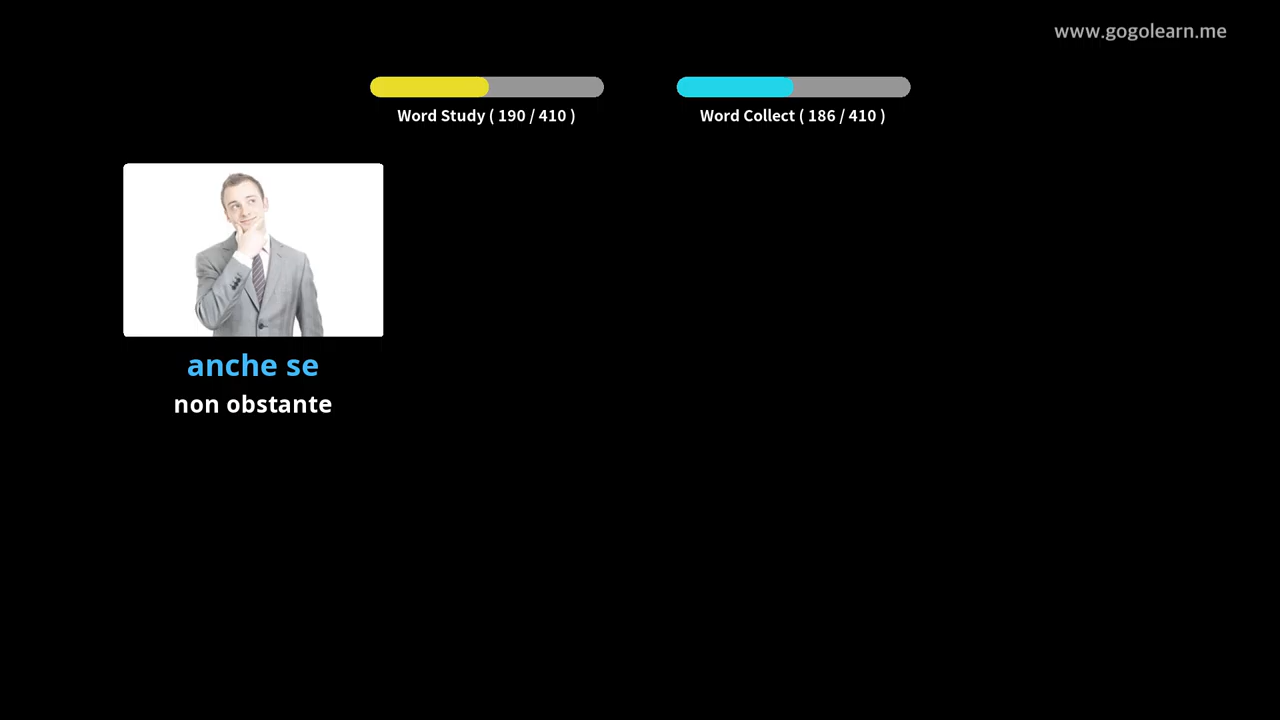 www.gogolearn.me
Word Study ( 190 / 410 )
Word Collect ( 186 / 410 )
anche se
non obstante